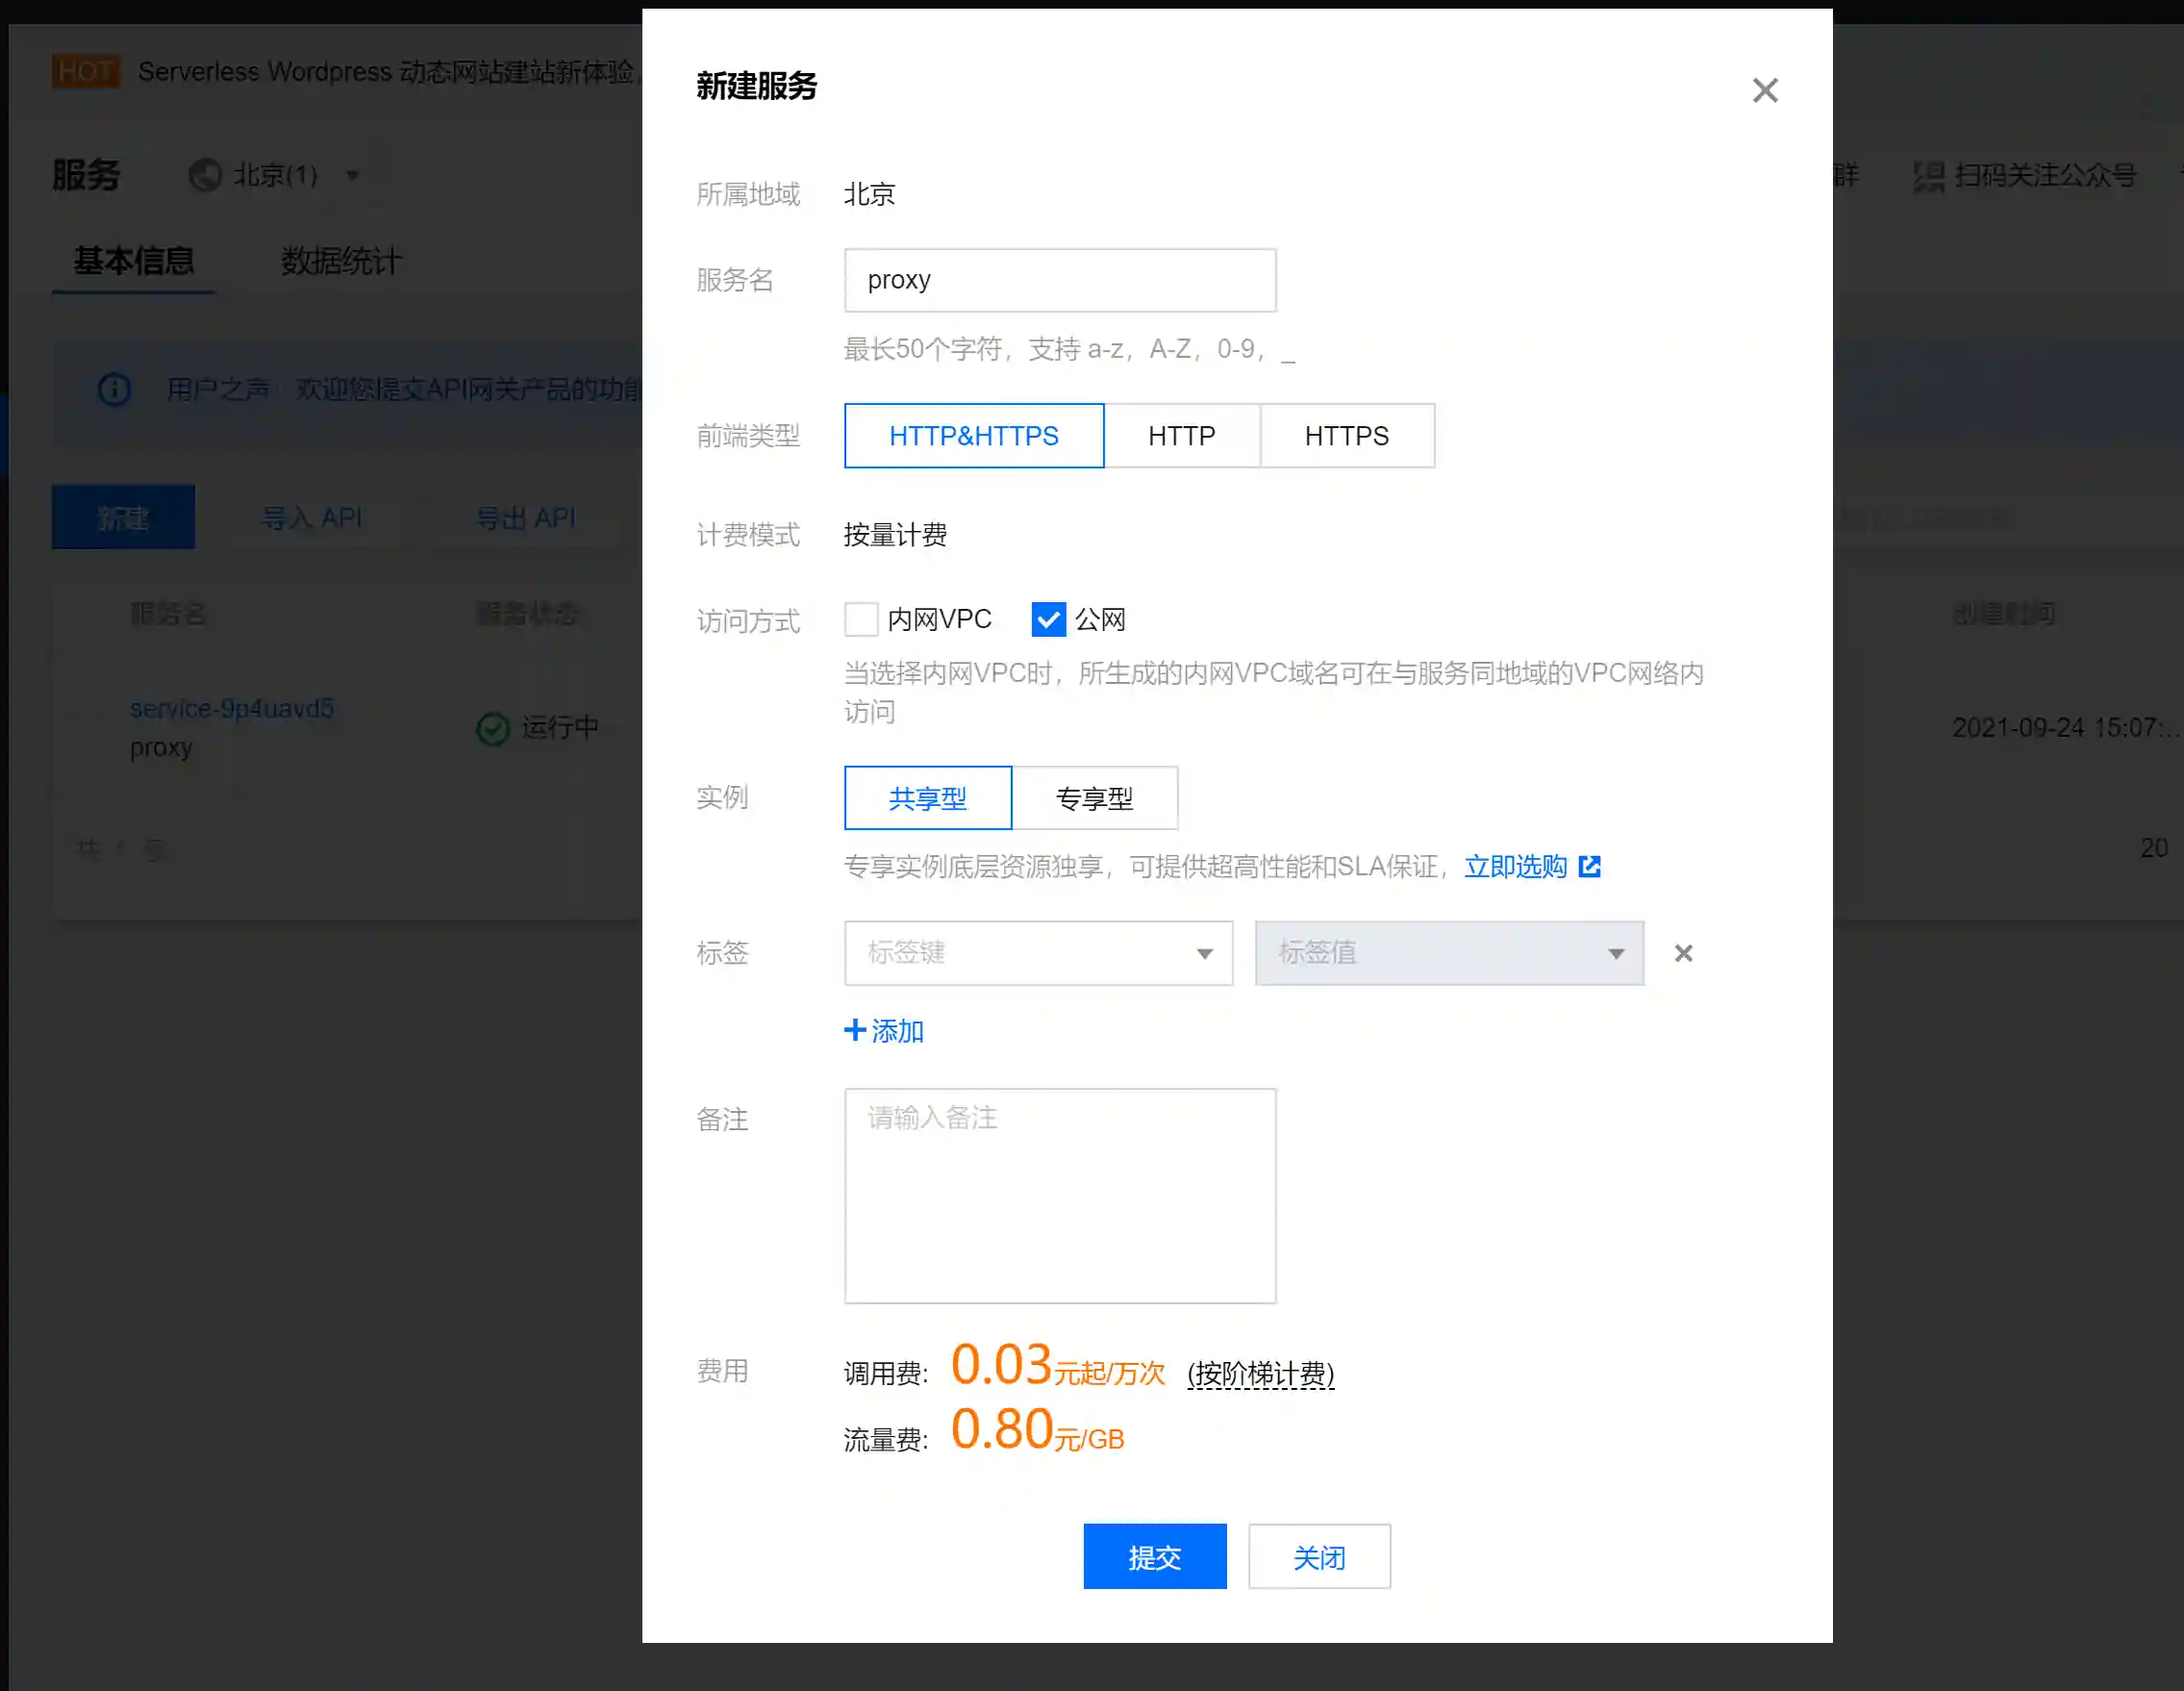 HOT Serverless Wordpress 动态网站建站新体验,
服务 北京(1)
群 扫码关注公众号
基本信息 数据统计
用户之声: 欢迎您提交API网关产品的功能
新建 导入 API 导出 API
服务名 服务状态 创建时间
service-9p4uavd5
proxy
运行中
2021-09-24 15:07:...
共 1 项
20
新建服务
所属地域 北京
服务名 proxy
最长50个字符，支持 a-z，A-Z，0-9，_
前端类型 HTTP&HTTPS HTTP HTTPS
计费模式 按量计费
访问方式 内网VPC 公网
当选择内网VPC时，所生成的内网VPC域名可在与服务同地域的VPC网络内
访问
实例 共享型 专享型
专享实例底层资源独享，可提供超高性能和SLA保证，立即选购
标签 标签键 标签值
添加
备注 请输入备注
费用 调用费: 0.03元起/万次 (按阶梯计费)
流量费: 0.80元/GB
提交 关闭